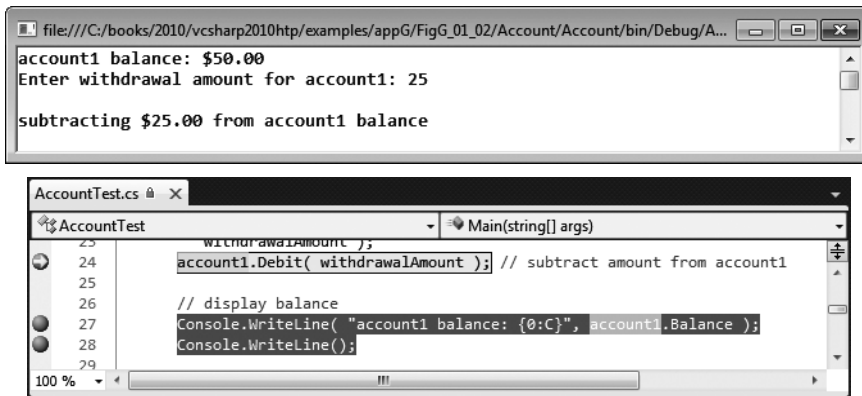 file:///C:/books/2010/vcsharp2010htp/examples/appG/FigG_01_02/Account/Account/bin/Debug/A...
account1 balance: $50.00
Enter withdrawal amount for account1: 25
subtracting $25.00 from account1 balance
AccountTest.cs
AccountTest
Main(string[] args)
23 withdrawalAmount );
24 account1.Debit( withdrawalAmount ); // subtract amount from account1
25
26 // display balance
27 Console.WriteLine( "account1 balance: {0:C}", account1.Balance );
28 Console.WriteLine();
29
100 %